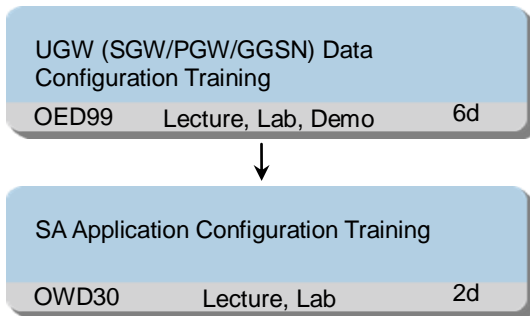 UGW (SGW/PGW/GGSN) Data
Configuration Training
OED99 Lecture, Lab, Demo 6d
SA Application Configuration Training
OWD30 Lecture, Lab 2d